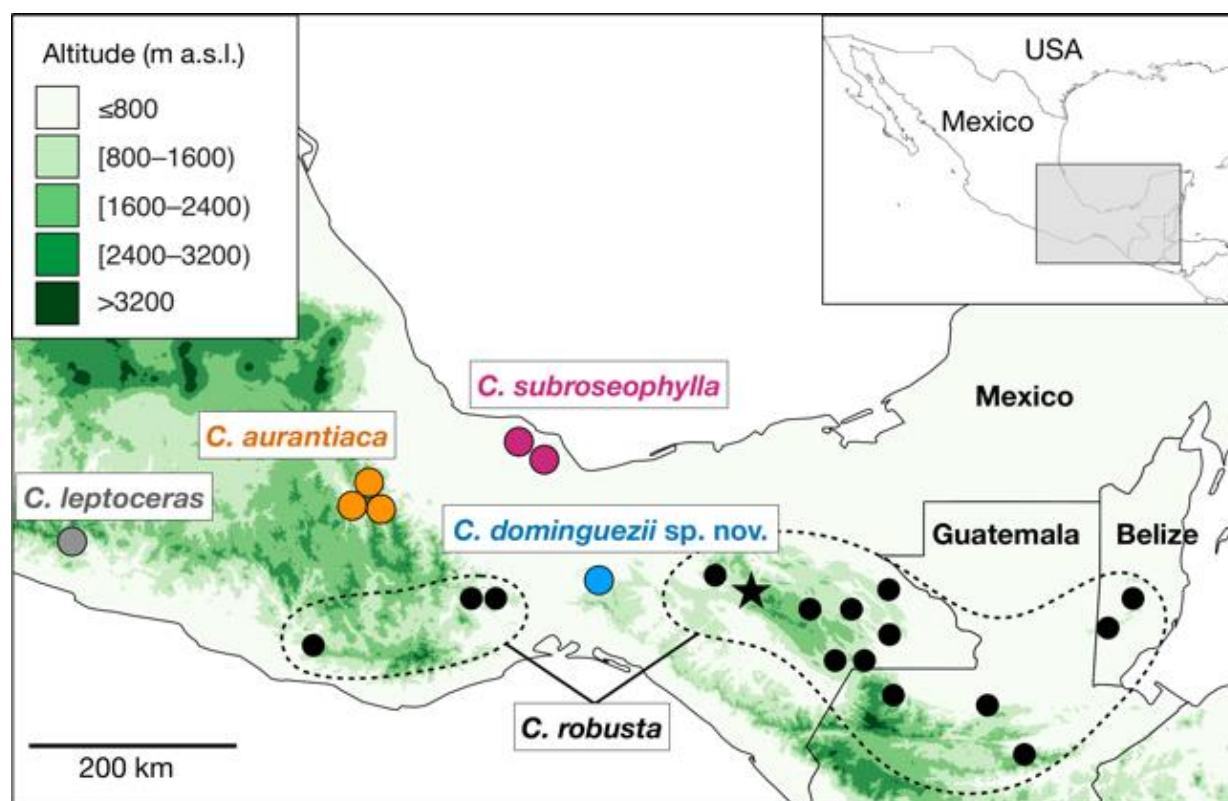 Altitude (m a.s.l.)
≤800
[800–1600)
[1600–2400)
[2400–3200)
>3200
USA
Mexico
C. subroseophylla
Mexico
C. aurantiaca
C. leptoceras
C. dominguezii sp. nov.
Guatemala
Belize
C. robusta
200 km